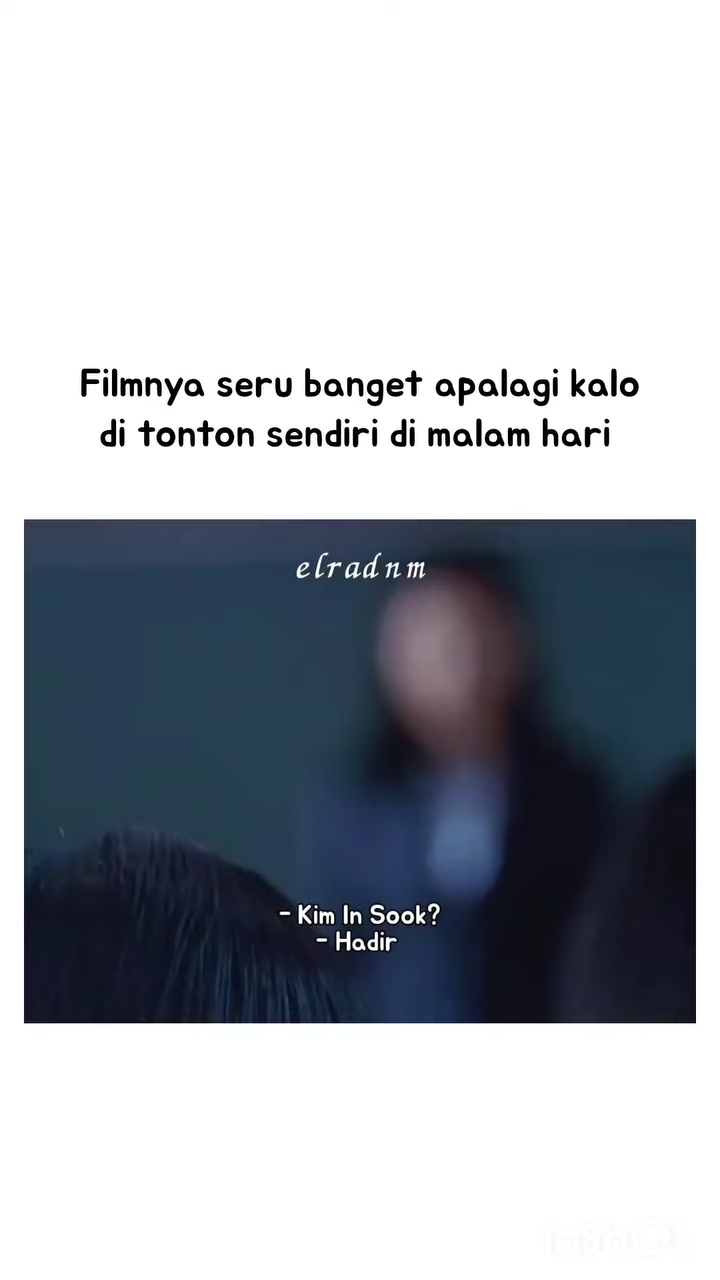 Filmnya seru banget apalagi kalo
di tonton sendiri di malam hari
elradnm
- Kim In Sook?
- Hadir